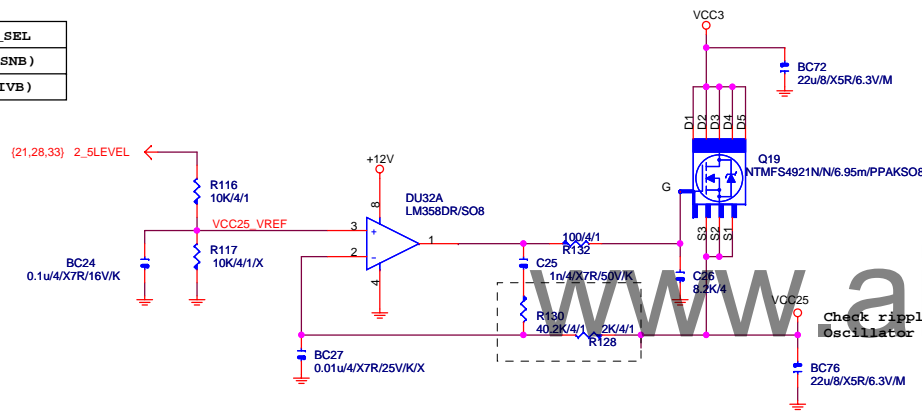 _SEL
SNB )
IVB )
VCC3
BC72
22u/8/X5R/6.3V/M
D1
D2
D3
D4
D5
{21,28,33} 2_5LEVEL
+12V
Q19
NTMFS4921N/N/6.95m/PPAKSO8
G
R116
10K/4/1
DU32A
LM358DR/SO8
8
VCC25_VREF
3
+
1
2
-
4
100/4/1
R132
S3
S2
S1
R117
10K/4/1/X
BC24
0.1u/4/X7R/16V/K
C25
1n/4/X7R/50V/K
C26
8.2K/4
www.a
VCC25
Check rippl
Oscillator
R130
40.2K/4/1
2K/4/1
R128
BC27
0.01u/4/X7R/25V/K/X
BC76
22u/8/X5R/6.3V/M